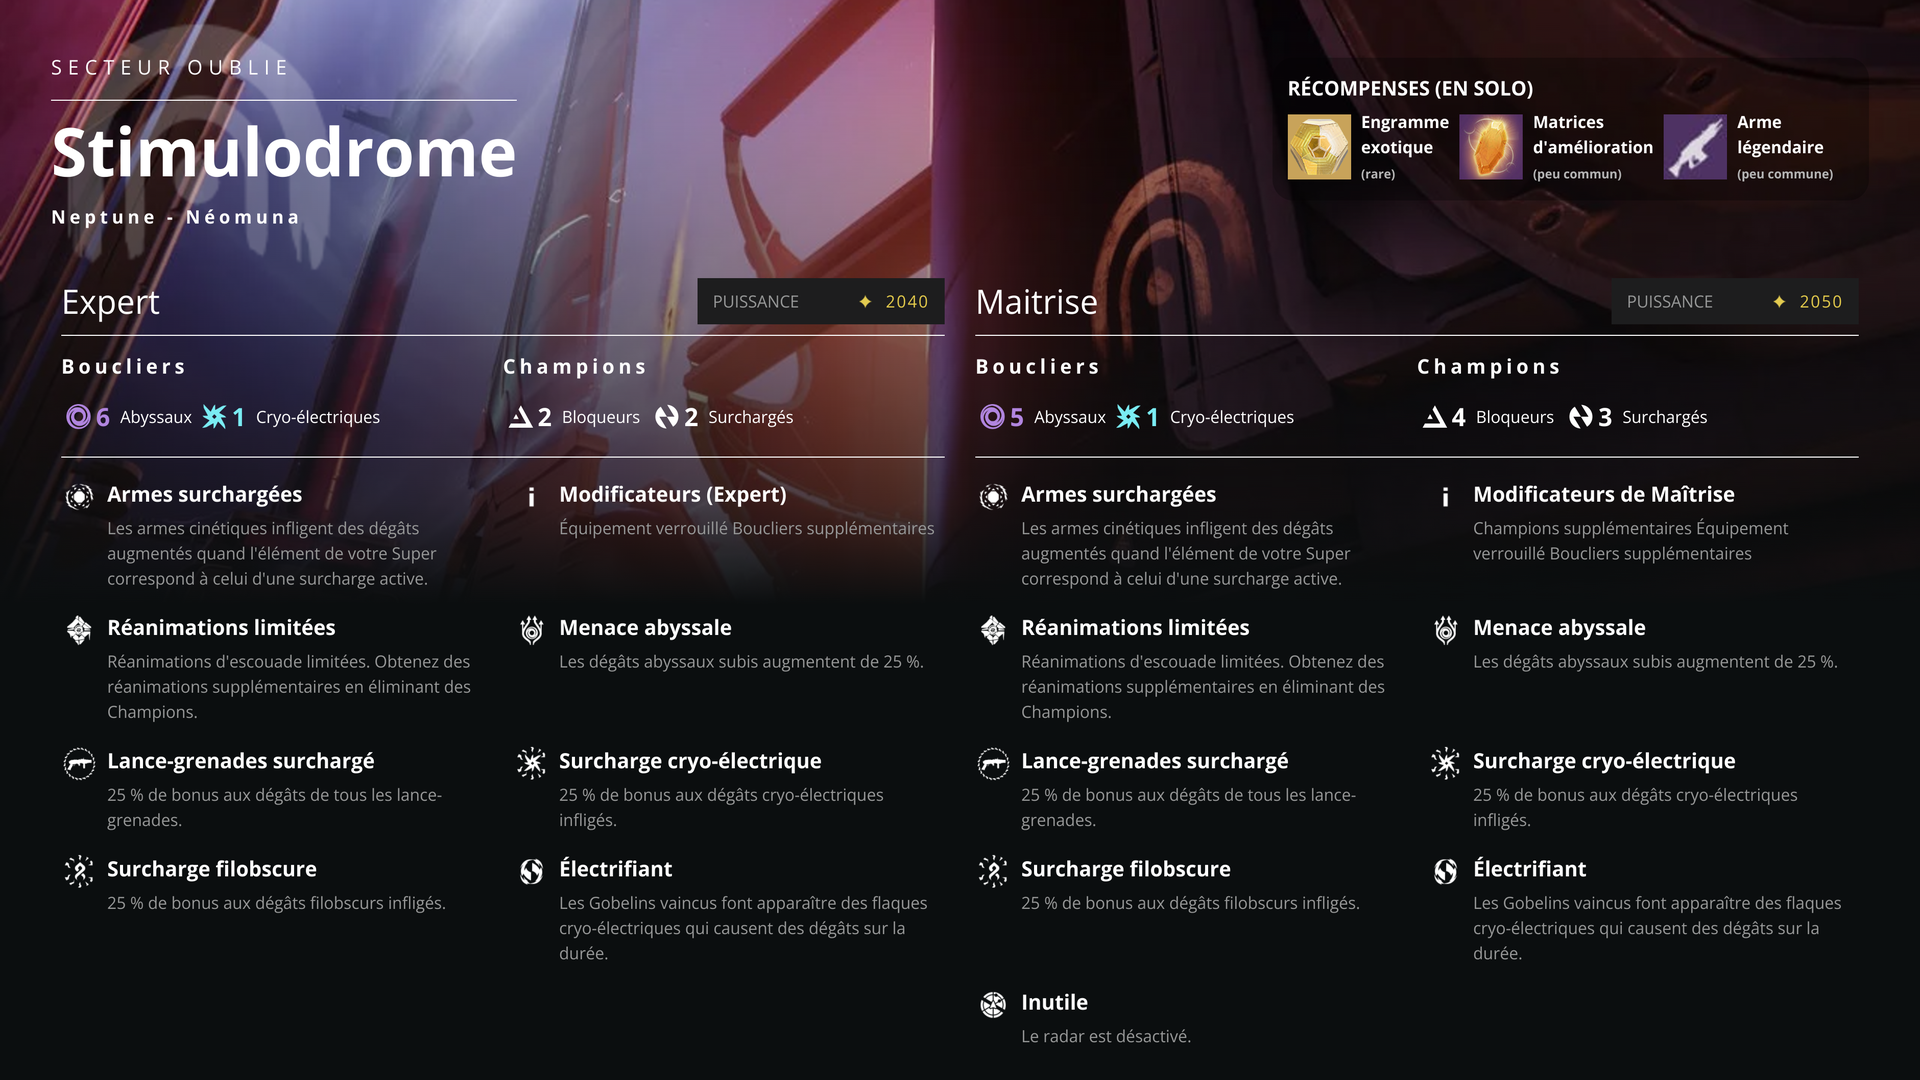 SECTEUR OUBLIE
Stimulodrome
Neptune - Néomuna
RÉCOMPENSES (EN SOLO)
Engramme
exotique
(rare)
Matrices
d'amélioration
(peu commun)
Arme
légendaire
(peu commune)
Expert
PUISSANCE 2040
Boucliers
6 Abyssaux 1 Cryo-électriques
Champions
2 Bloqueurs 2 Surchargés
Armes surchargées
Les armes cinétiques infligent des dégâts
augmentés quand l'élément de votre Super
correspond à celui d'une surcharge active.
Modificateurs (Expert)
Équipement verrouillé Boucliers supplémentaires
Réanimations limitées
Réanimations d'escouade limitées. Obtenez des
réanimations supplémentaires en éliminant des
Champions.
Menace abyssale
Les dégâts abyssaux subis augmentent de 25 %.
Lance-grenades surchargé
25 % de bonus aux dégâts de tous les lance-
grenades.
Surcharge cryo-électrique
25 % de bonus aux dégâts cryo-électriques
infligés.
Surcharge filobscure
25 % de bonus aux dégâts filobscurs infligés.
Électrifiant
Les Gobelins vaincus font apparaître des flaques
cryo-électriques qui causent des dégâts sur la
durée.
Maitrise
PUISSANCE 2050
Boucliers
5 Abyssaux 1 Cryo-électriques
Champions
4 Bloqueurs 3 Surchargés
Armes surchargées
Les armes cinétiques infligent des dégâts
augmentés quand l'élément de votre Super
correspond à celui d'une surcharge active.
Modificateurs de Maîtrise
Champions supplémentaires Équipement
verrouillé Boucliers supplémentaires
Réanimations limitées
Réanimations d'escouade limitées. Obtenez des
réanimations supplémentaires en éliminant des
Champions.
Menace abyssale
Les dégâts abyssaux subis augmentent de 25 %.
Lance-grenades surchargé
25 % de bonus aux dégâts de tous les lance-
grenades.
Surcharge cryo-électrique
25 % de bonus aux dégâts cryo-électriques
infligés.
Surcharge filobscure
25 % de bonus aux dégâts filobscurs infligés.
Électrifiant
Les Gobelins vaincus font apparaître des flaques
cryo-électriques qui causent des dégâts sur la
durée.
Inutile
Le radar est désactivé.